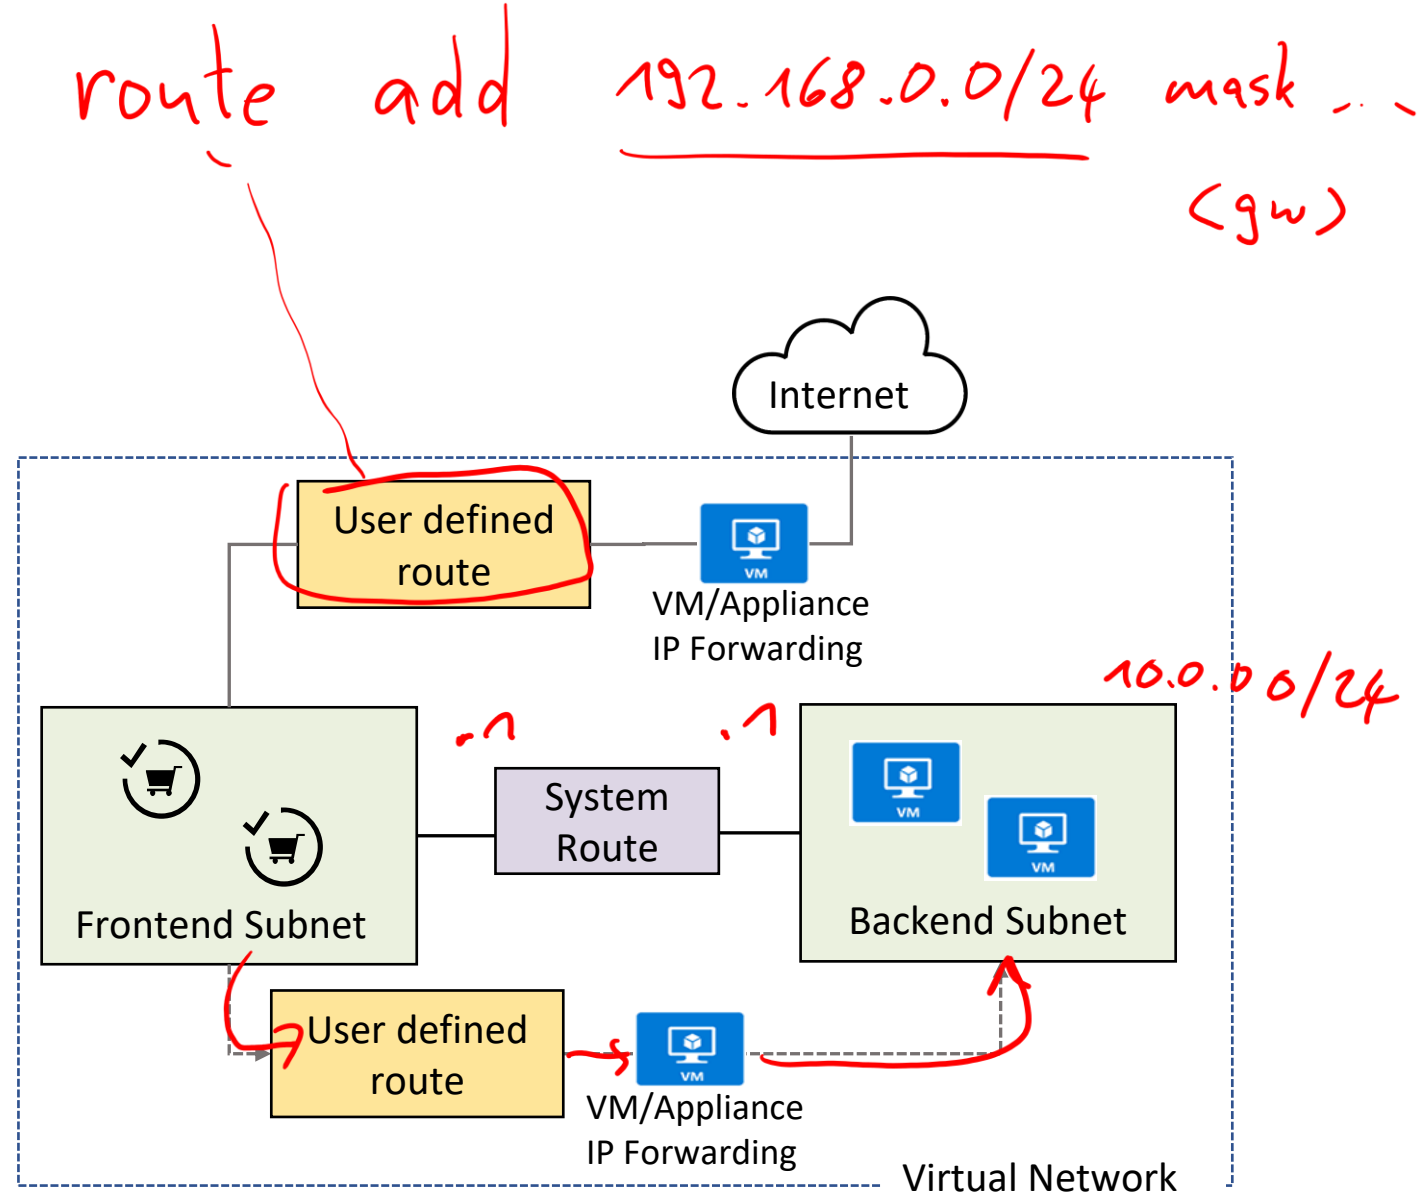 route add 192.168.0.0/24 mask ...
<gw>
Internet
User defined
route
VM
VM/Appliance
IP Forwarding
10.0.0 0/24
.1
.1
System
Route
VM
VM
Frontend Subnet
Backend Subnet
User defined
route
VM
VM/Appliance
IP Forwarding
Virtual Network